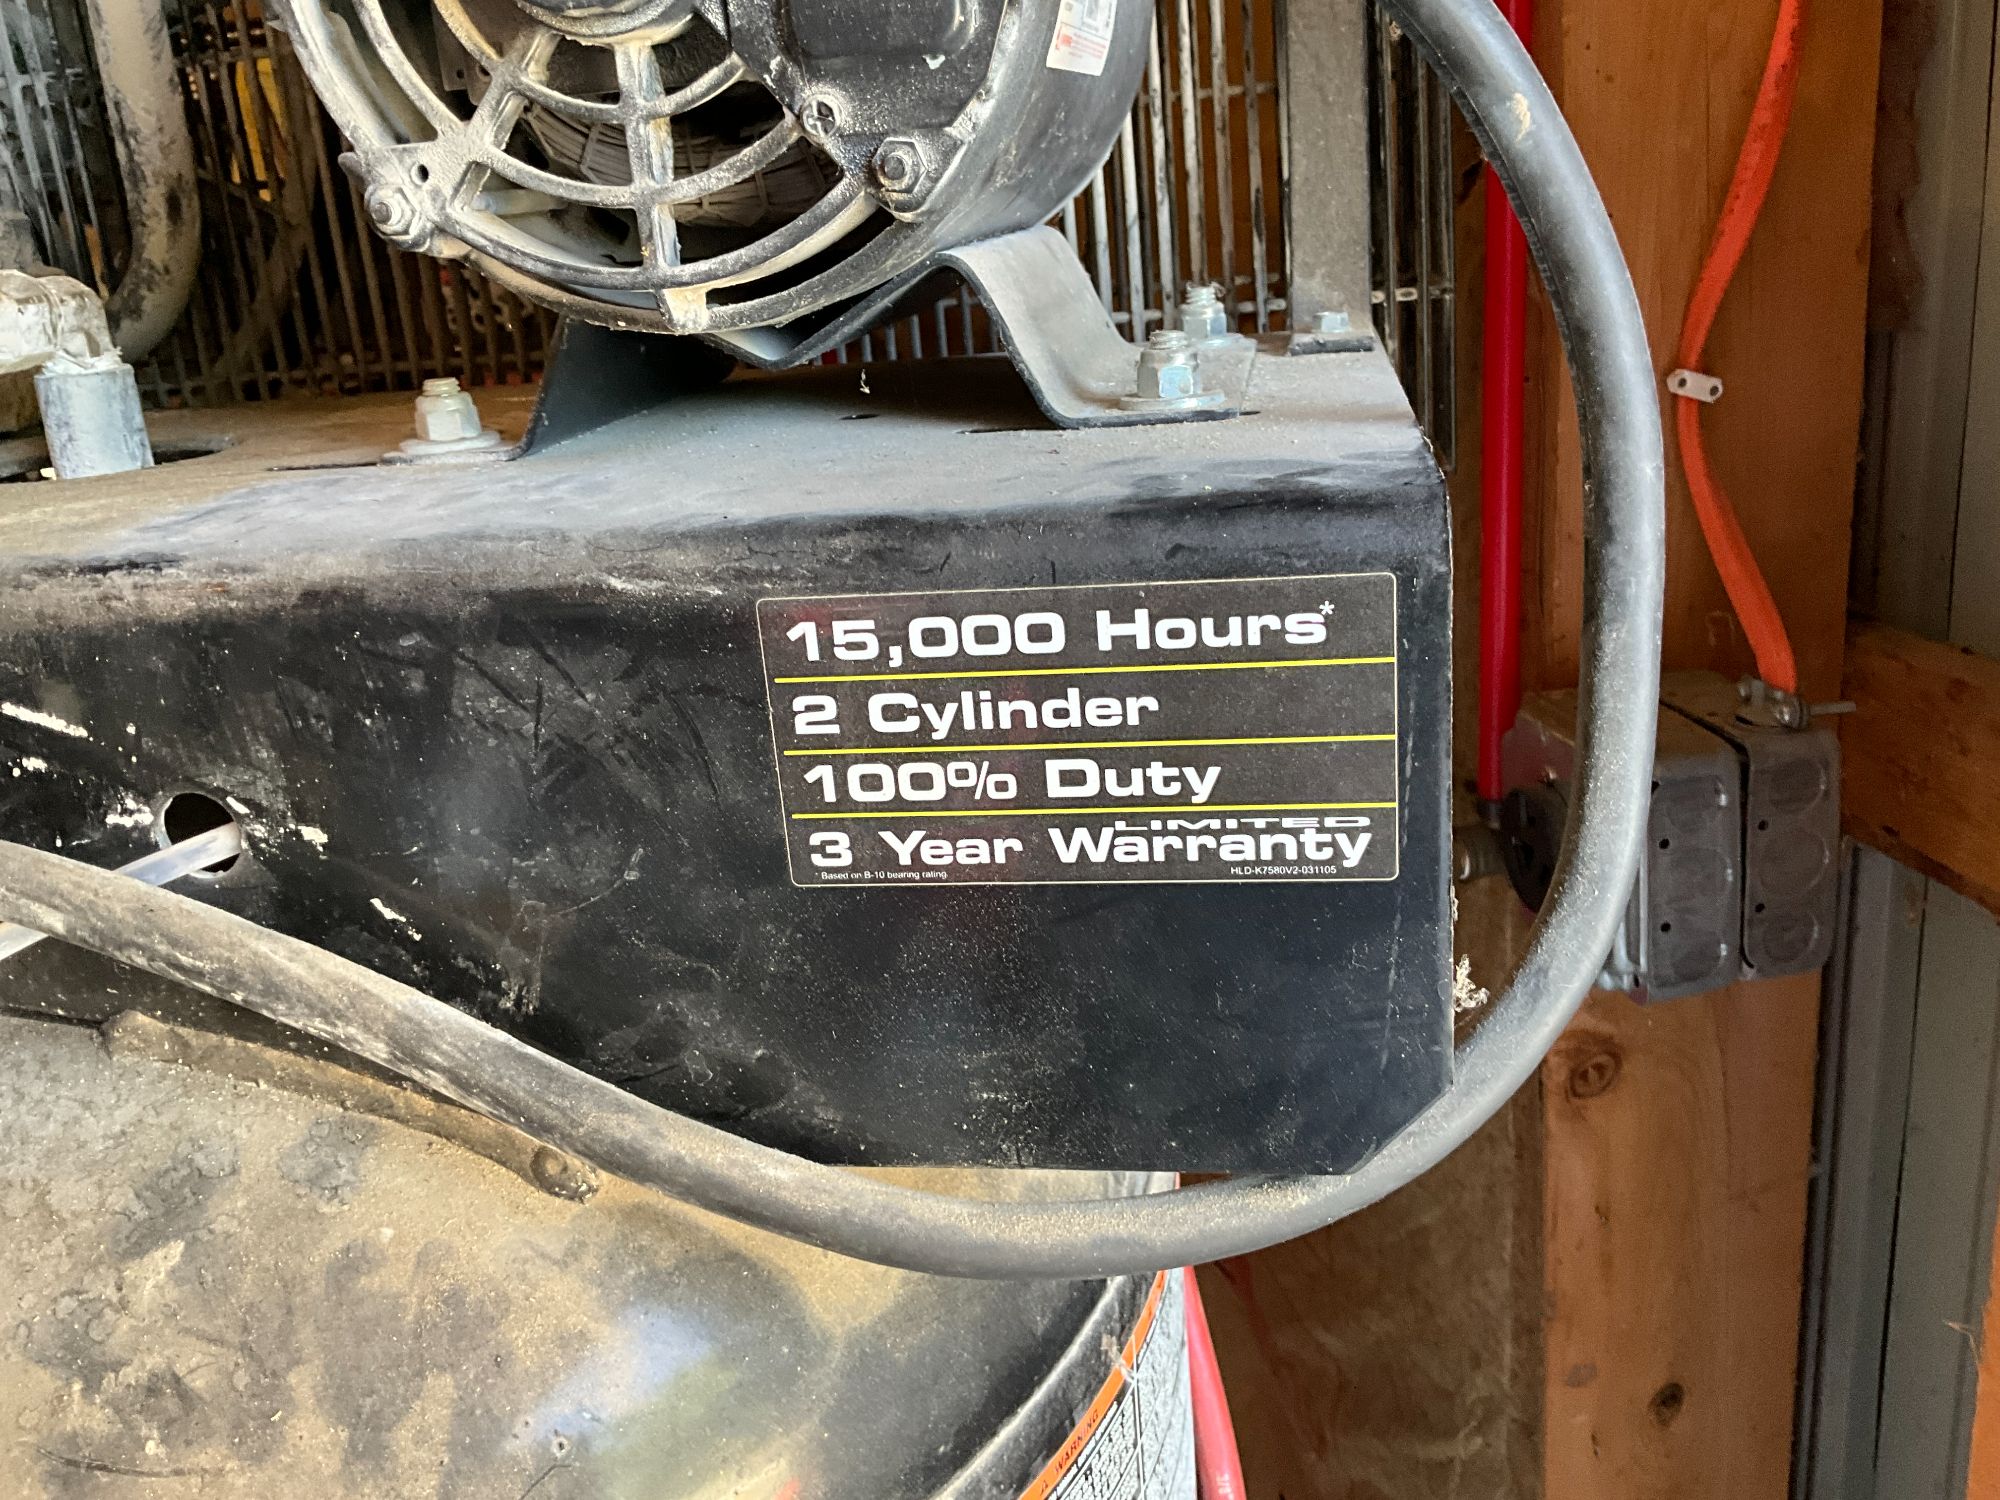 15,000 Hours*
2 Cylinder
100% Duty
3 Year LIMITED Warranty
*Based on B-10 bearing rating.
HLD-K7580V2-031105
⚠ WARNING